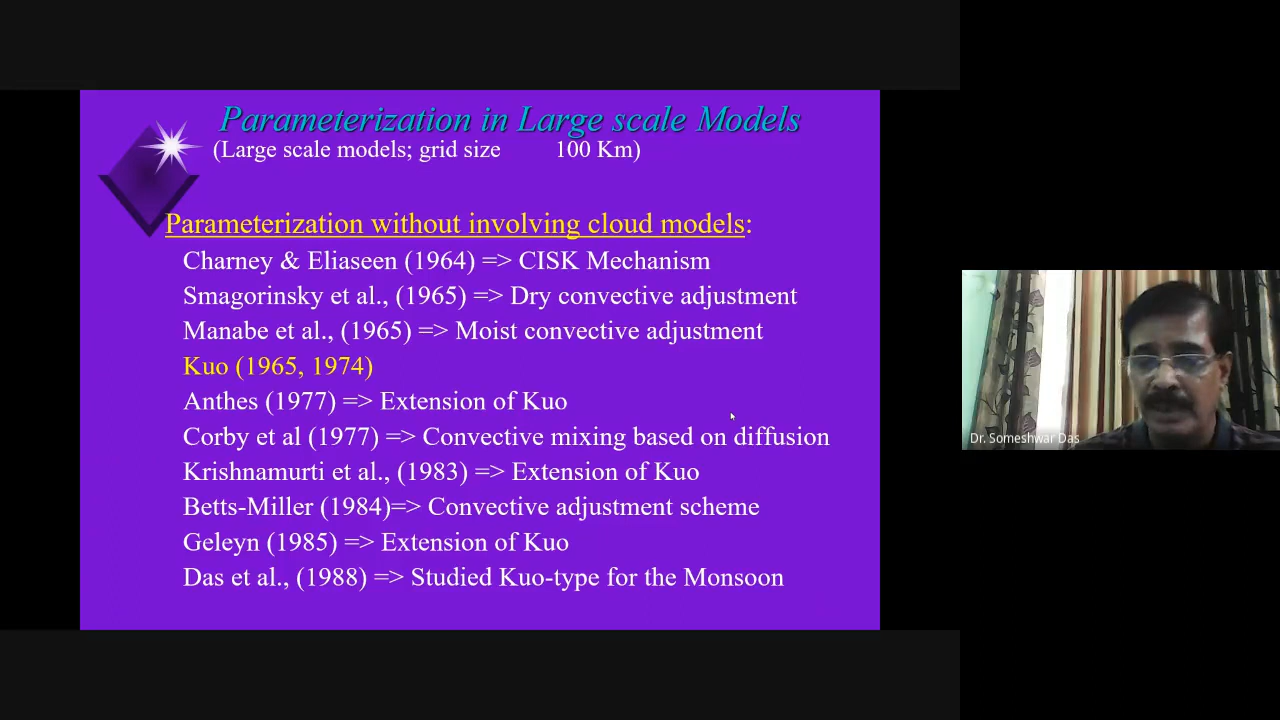 Parameterization in Large scale Models
(Large scale models; grid size 100 Km)
Parameterization without involving cloud models:
Charney & Eliaseen (1964) => CISK Mechanism
Smagorinsky et al., (1965) => Dry convective adjustment
Manabe et al., (1965) => Moist convective adjustment
Kuo (1965, 1974)
Anthes (1977) => Extension of Kuo
Corby et al (1977) => Convective mixing based on diffusion
Krishnamurti et al., (1983) => Extension of Kuo
Betts-Miller (1984)=> Convective adjustment scheme
Geleyn (1985) => Extension of Kuo
Das et al., (1988) => Studied Kuo-type for the Monsoon
Dr. Someshwar Das